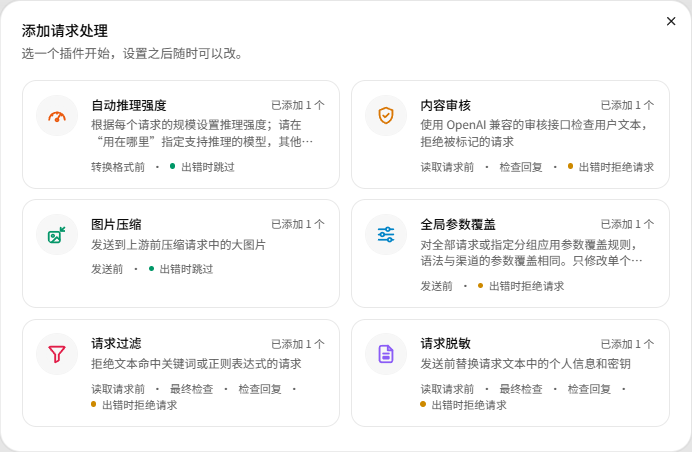 添加请求处理
选一个插件开始，设置之后随时可以改。
自动推理强度 已添加 1 个
根据每个请求的规模设置推理强度；请在
“用在哪里”指定支持推理的模型，其他…
转换格式前 • 出错时跳过
内容审核 已添加 1 个
使用 OpenAI 兼容的审核接口检查用户文本，
拒绝被标记的请求
读取请求前 • 检查回复 • 出错时拒绝请求
图片压缩 已添加 1 个
发送到上游前压缩请求中的大图片
发送前 • 出错时跳过
全局参数覆盖 已添加 1 个
对全部请求或指定分组应用参数覆盖规则，
语法与渠道的参数覆盖相同。只修改单个…
发送前 • 出错时拒绝请求
请求过滤 已添加 1 个
拒绝文本命中关键词或正则表达式的请求
读取请求前 • 最终检查 • 检查回复 •
出错时拒绝请求
请求脱敏 已添加 1 个
发送前替换请求文本中的个人信息和密钥
读取请求前 • 最终检查 • 检查回复 •
出错时拒绝请求